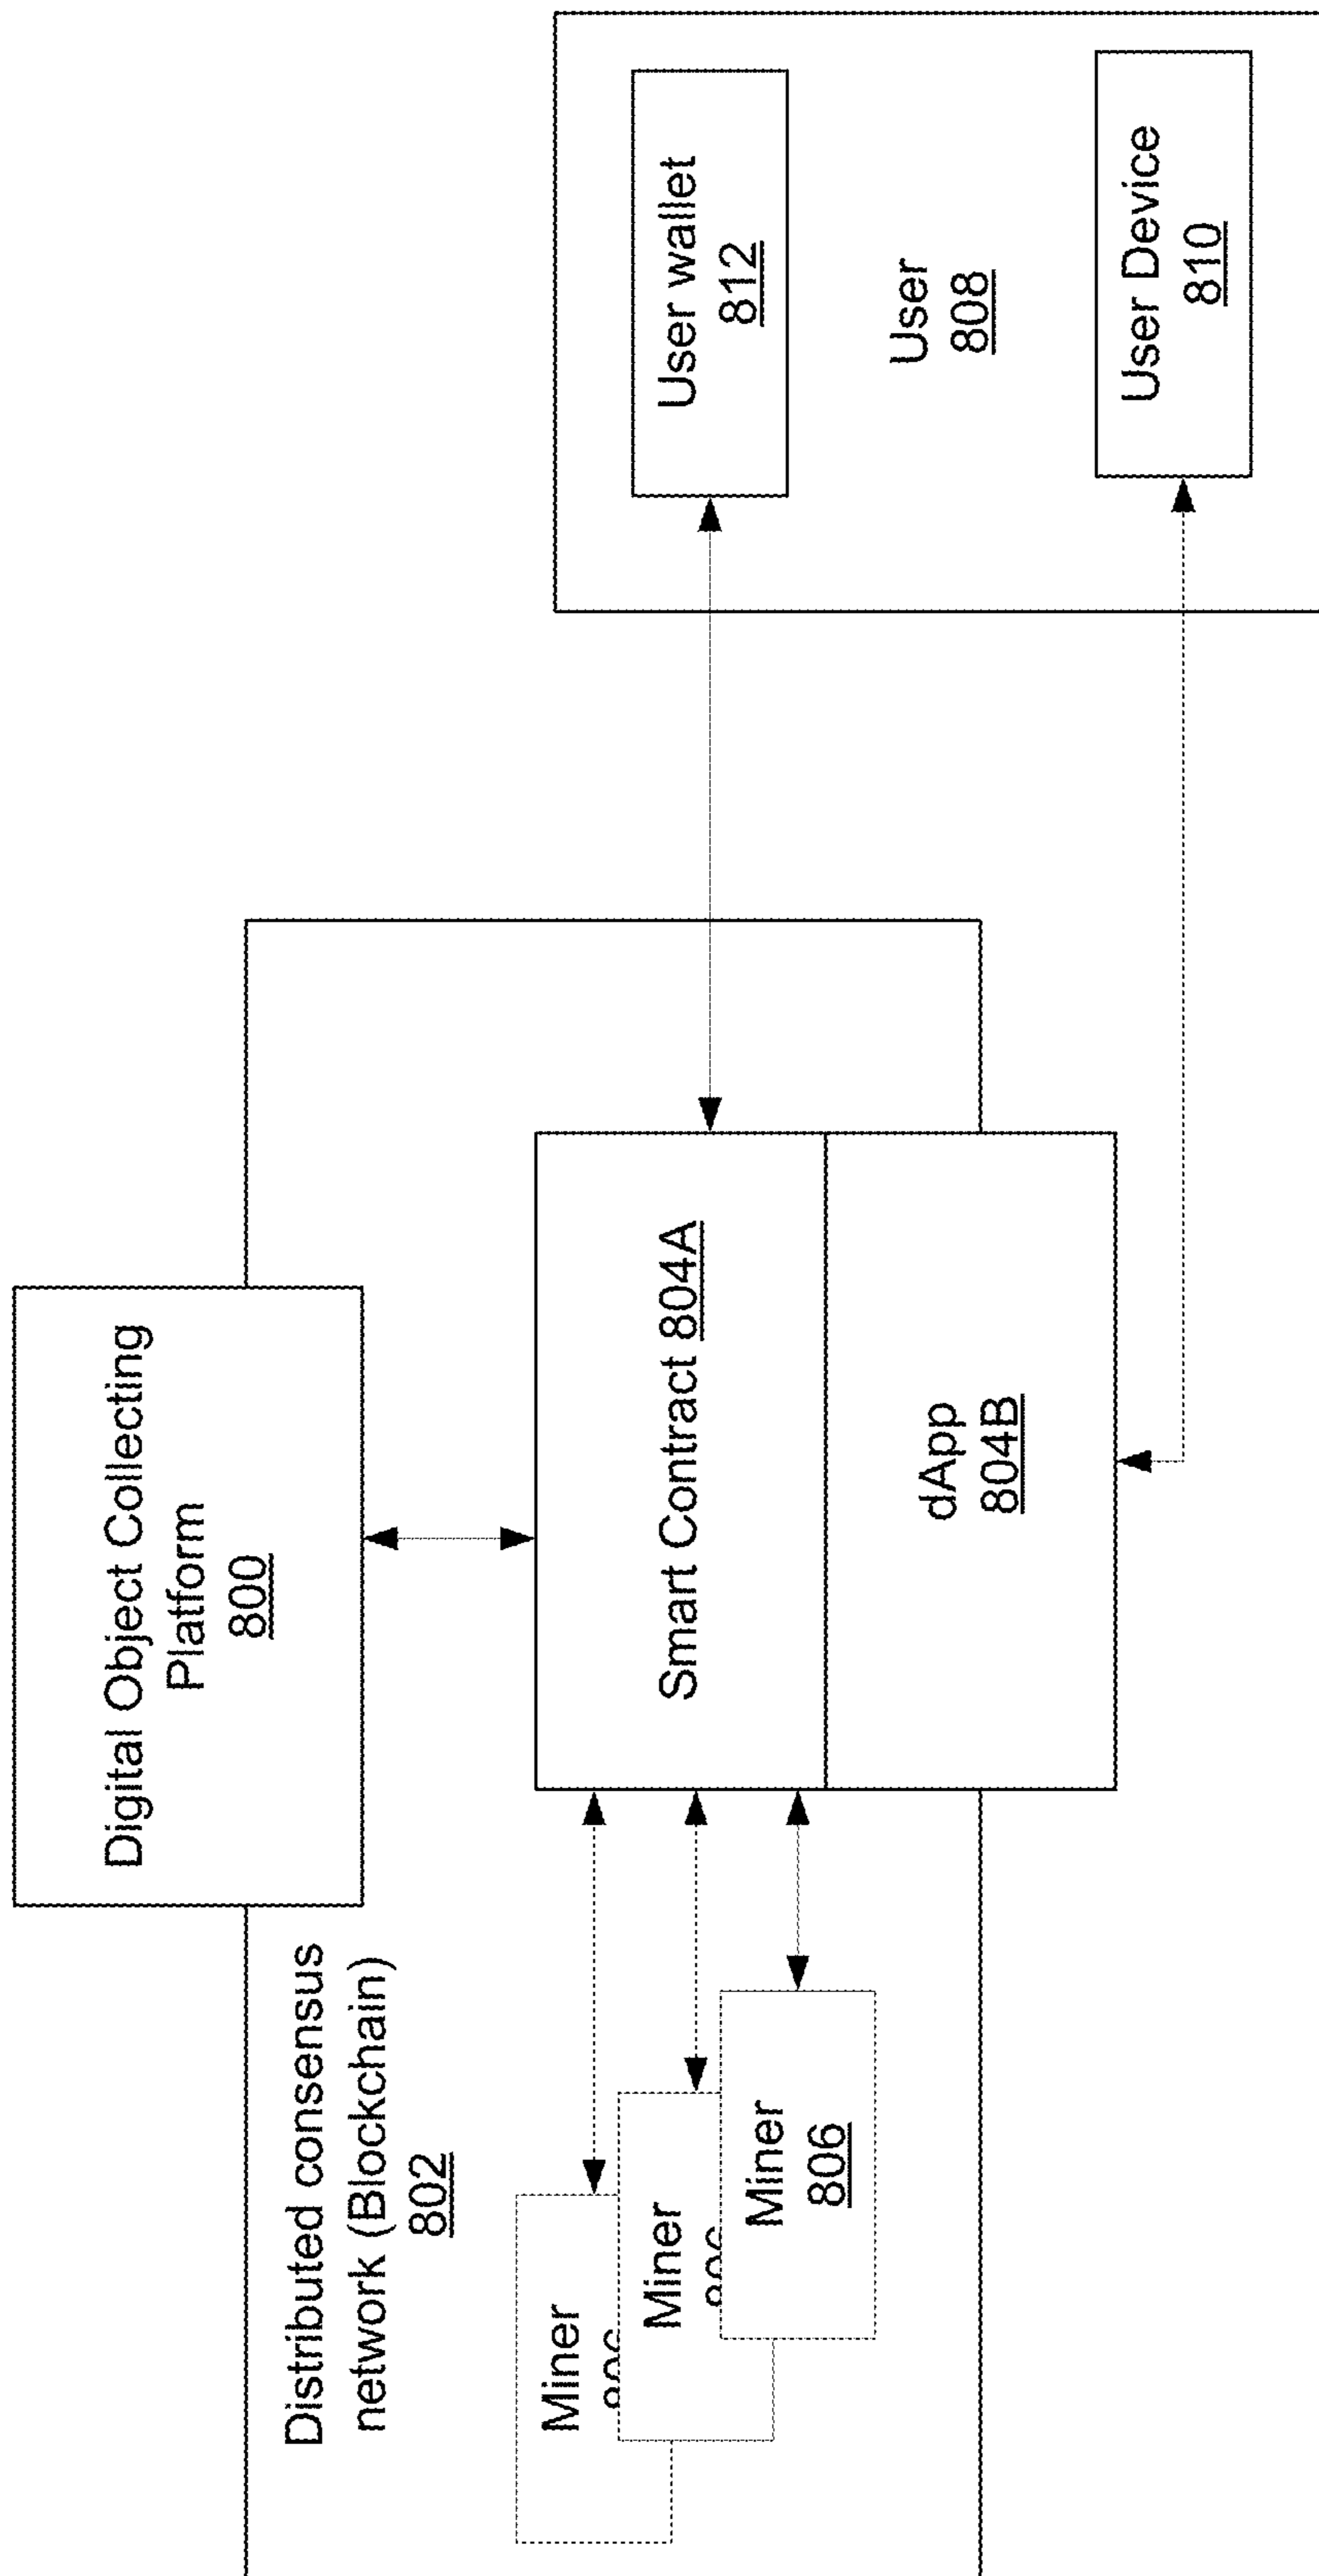 Digital Object Collecting
Platform
800
Distributed consensus
network (Blockchain)
802
Miner
Miner
Miner
806
Smart Contract 804A
dApp
804B
User wallet
812
User
808
User Device
810